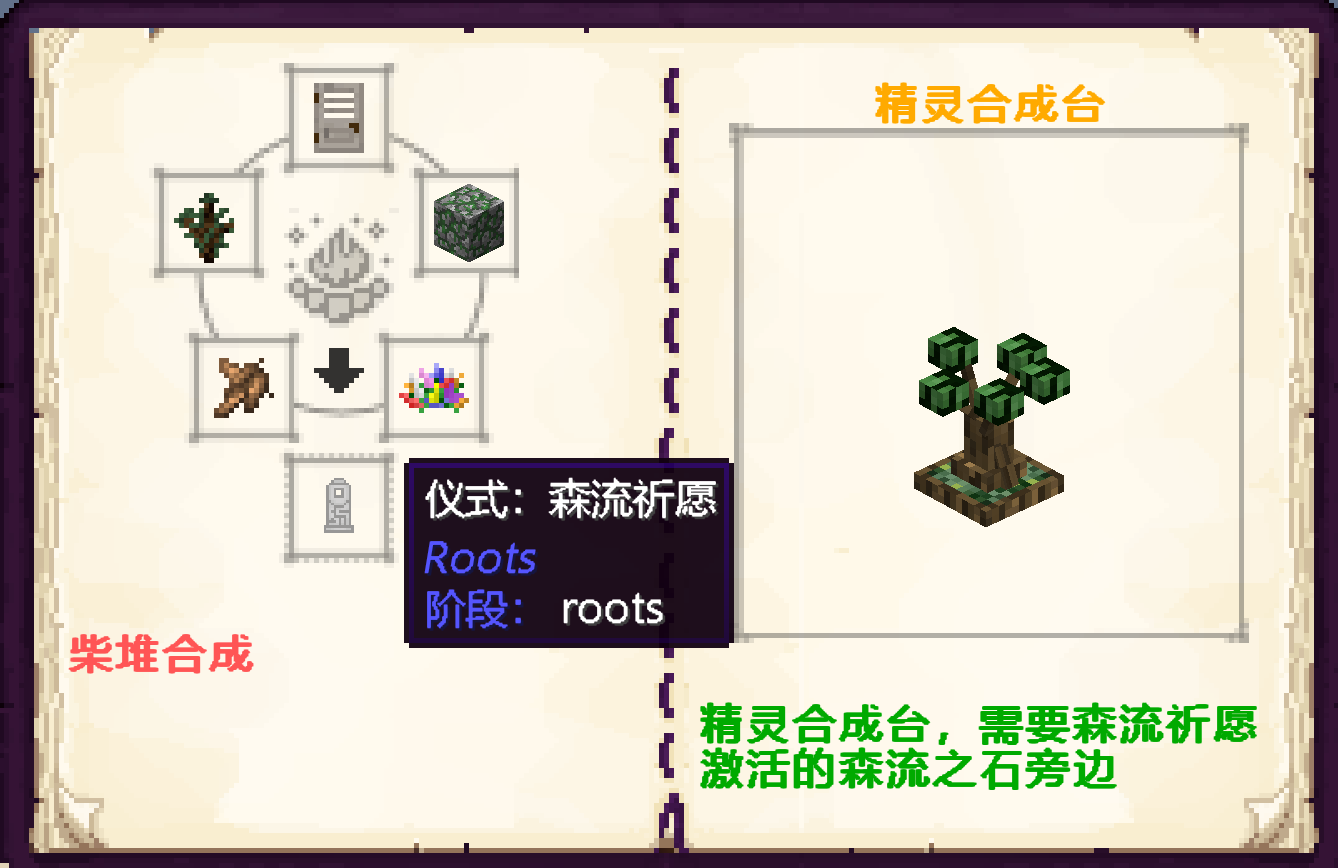 仪式：森流祈愿
Roots
阶段： roots
柴堆合成
精灵合成台
精灵合成台，需要森流祈愿
激活的森流之石旁边